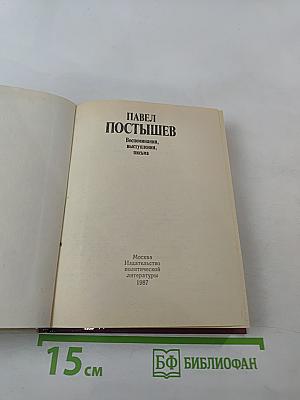 ПАВЕЛ
ПОСТЫШЕВ
Воспоминания,
выступления,
письма
Москва
Издательство
политической
литературы
1987
15 см
БФ БИБЛИОФАН